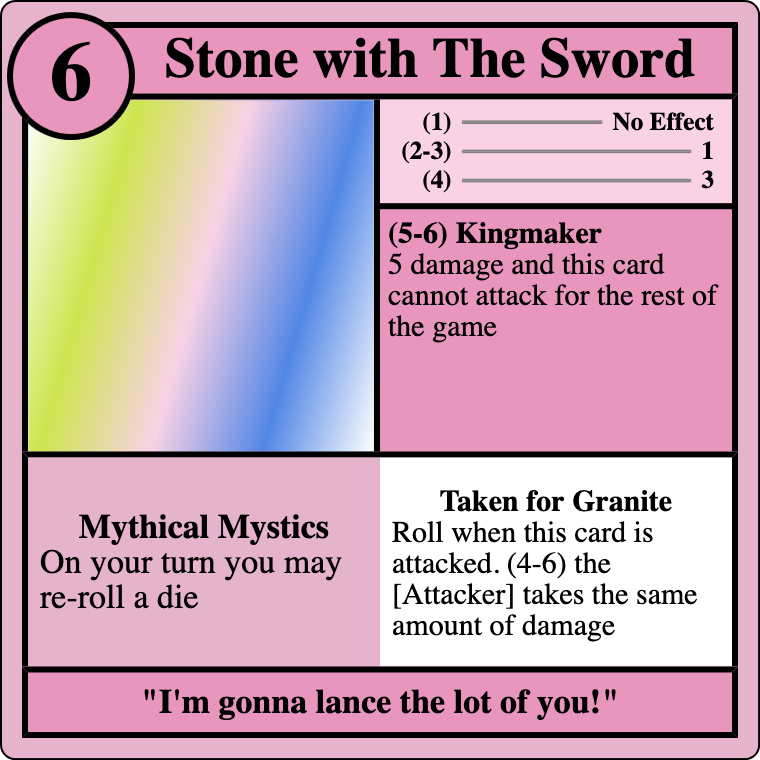 6
Stone with The Sword
(1) No Effect
(2-3) 1
(4) 3
(5-6) Kingmaker
5 damage and this card
cannot attack for the rest of
the game
Mythical Mystics
On your turn you may
re-roll a die
Taken for Granite
Roll when this card is
attacked. (4-6) the
[Attacker] takes the same
amount of damage
"I'm gonna lance the lot of you!"